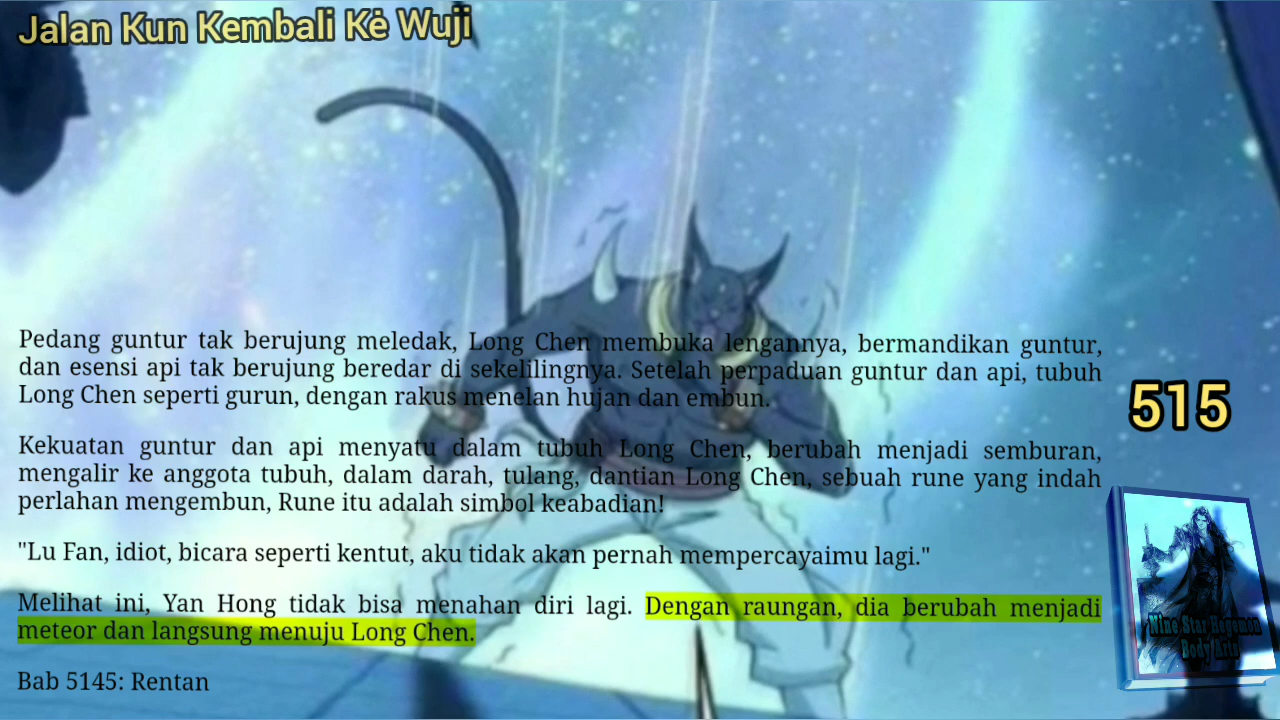 Jalan Kun Kembali Kė Wuji
Pedang guntur tak berujung meledak, Long Chen membuka lengannya, bermandikan guntur,
dan esensi api tak berujung beredar di sekelilingnya. Setelah perpaduan guntur dan api, tubuh
Long Chen seperti gurun, dengan rakus menelan hujan dan embun.
515
Kekuatan guntur dan api menyatu dalam tubuh Long Chen, berubah menjadi semburan,
mengalir ke anggota tubuh, dalam darah, tulang, dantian Long Chen, sebuah rune yang indah
perlahan mengembun, Rune itu adalah simbol keabadian!
"Lu Fan, idiot, bicara seperti kentut, aku tidak akan pernah mempercayaimu lagi."
Melihat ini, Yan Hong tidak bisa menahan diri lagi. Dengan raungan, dia berubah menjadi
meteor dan langsung menuju Long Chen.
Bab 5145: Rentan
Nine Star Hegemon
Body Arts